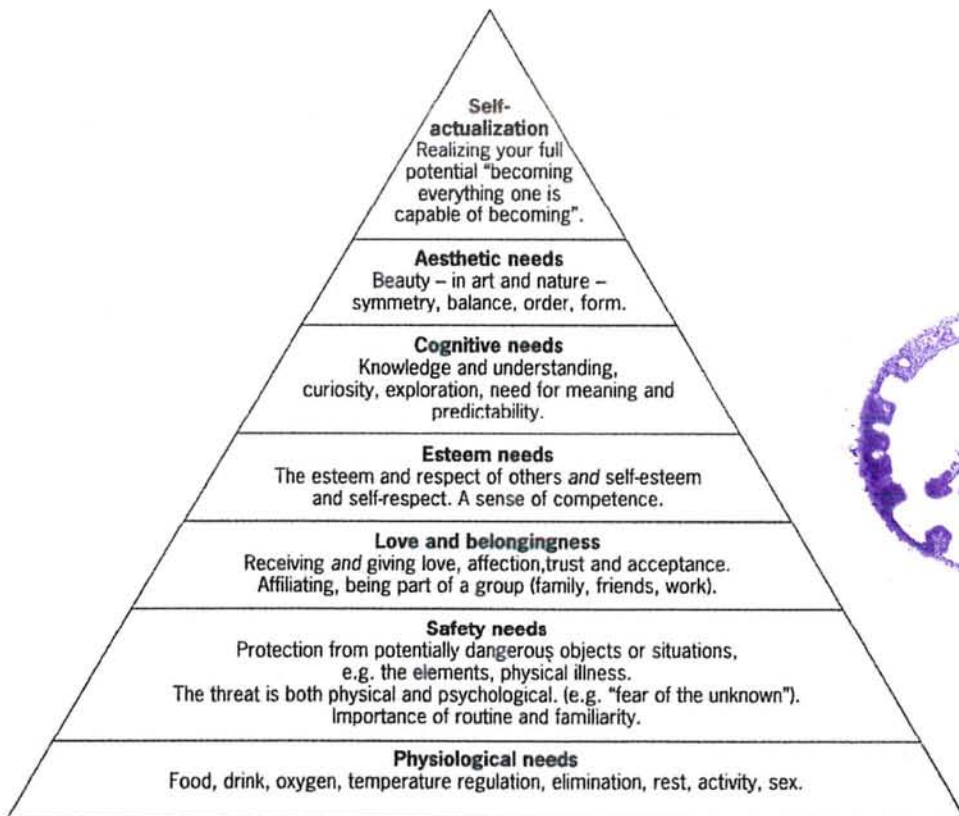 Self-
actualization
Realizing your full
potential “becoming
everything one is
capable of becoming”.
Aesthetic needs
Beauty – in art and nature –
symmetry, balance, order, form.
Cognitive needs
Knowledge and understanding,
curiosity, exploration, need for meaning and
predictability.
Esteem needs
The esteem and respect of others and self-esteem
and self-respect. A sense of competence.
Love and belongingness
Receiving and giving love, affection,trust and acceptance.
Affiliating, being part of a group (family, friends, work).
Safety needs
Protection from potentially dangerous objects or situations,
e.g. the elements, physical illness.
The threat is both physical and psychological. (e.g. “fear of the unknown”).
Importance of routine and familiarity.
Physiological needs
Food, drink, oxygen, temperature regulation, elimination, rest, activity, sex.